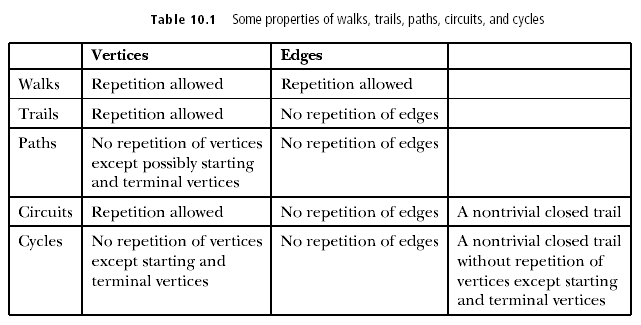 Table 10.1 Some properties of walks, trails, paths, circuits, and cycles
Vertices Edges
Walks Repetition allowed Repetition allowed
Trails Repetition allowed No repetition of edges
Paths No repetition of vertices No repetition of edges
except possibly starting
and terminal vertices
Circuits Repetition allowed No repetition of edges A nontrivial closed trail
Cycles No repetition of vertices No repetition of edges A nontrivial closed trail
except starting and without repetition of
terminal vertices vertices except starting
and terminal vertices